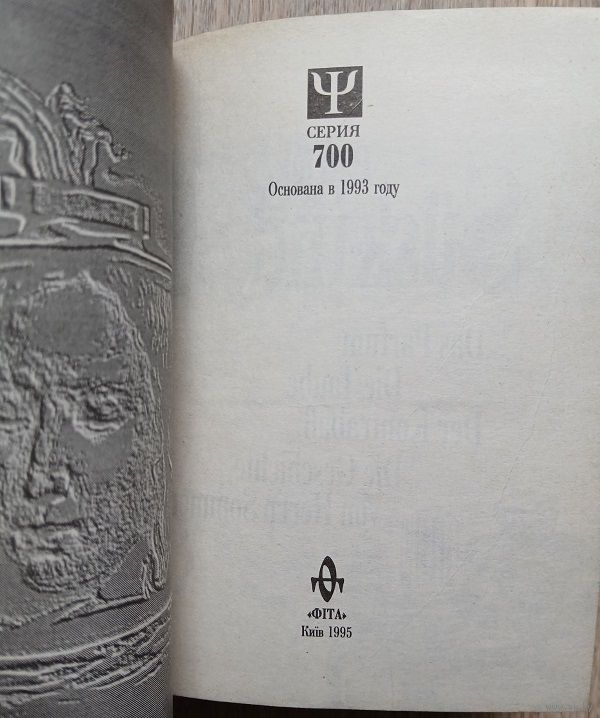 Ψ
СЕРИЯ
700
Основана в 1993 году
«ФІТА»
Київ 1995